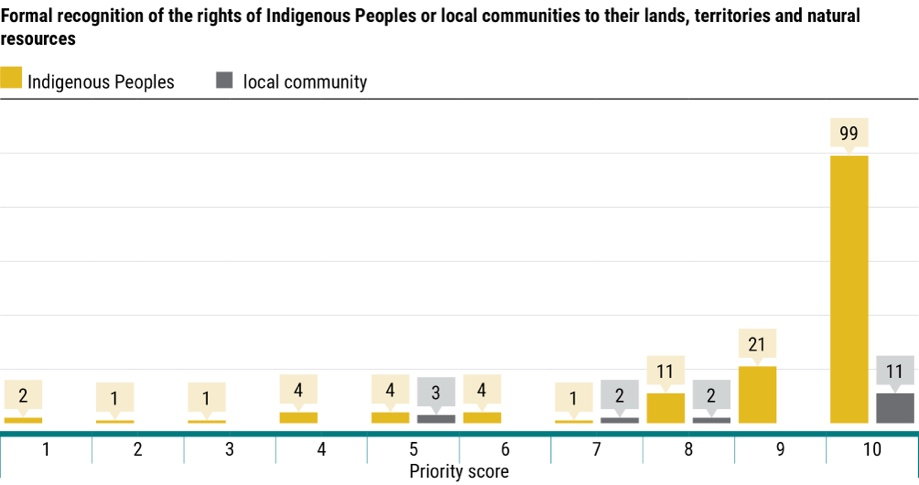 Formal recognition of the rights of Indigenous Peoples or local communities to their lands, territories and natural
resources
Indigenous Peoples local community
99
21
11 11
4 4 3 4
2 1 1 1 2 2
1 2 3 4 5 6 7 8 9 10
Priority score